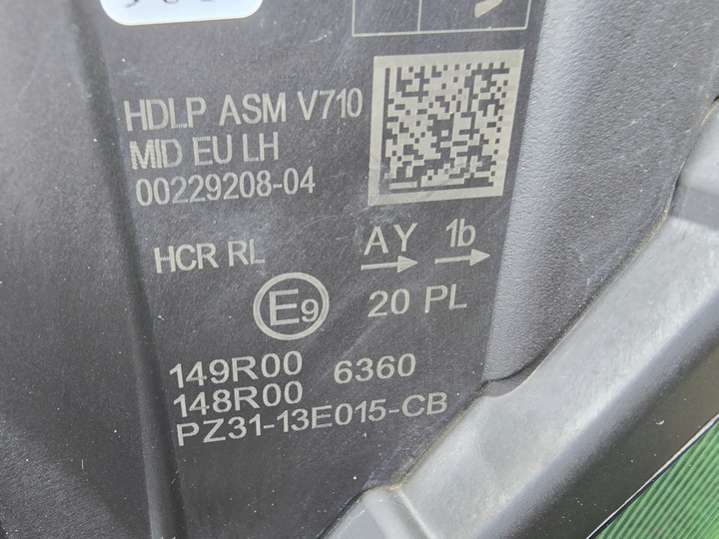 HDLP ASM V710
MID EU LH
00229208-04
HCR RL AY 1b
E9 20 PL
149R00 6360
148R00
PZ31-13E015-CB